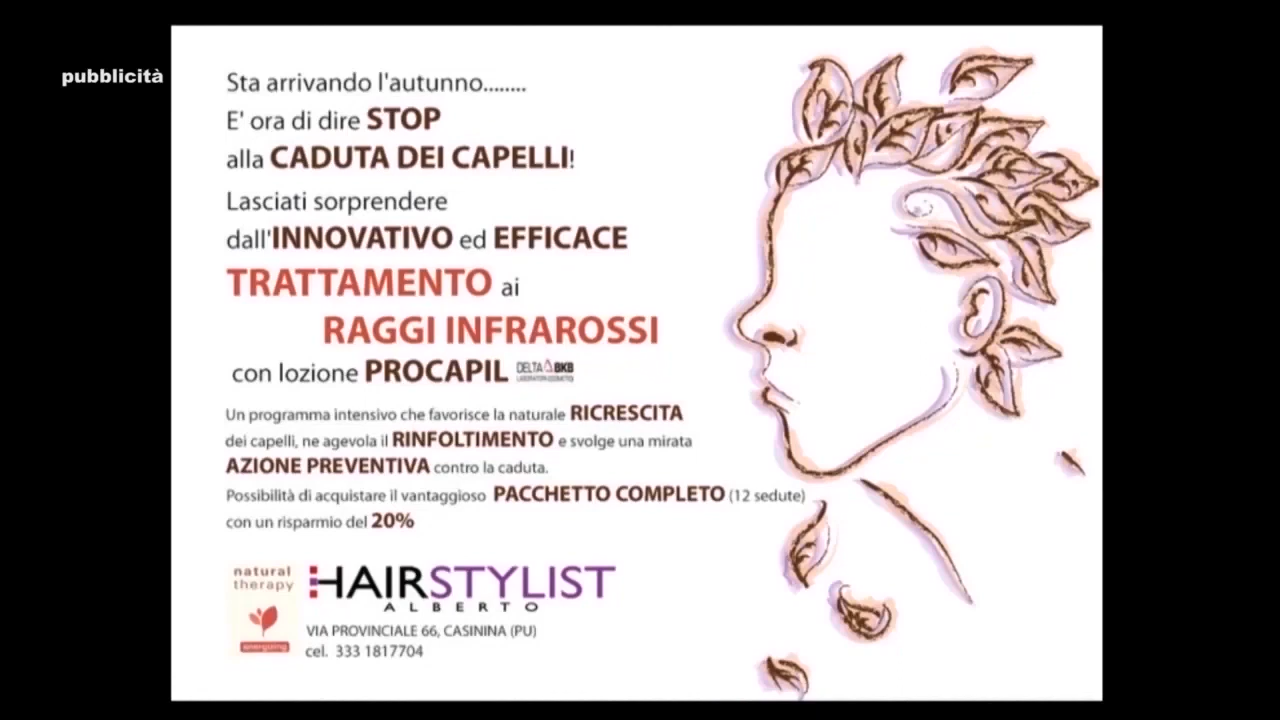 pubblicità
Sta arrivando l'autunno........
E' ora di dire STOP
alla CADUTA DEI CAPELLI!
Lasciati sorprendere
dall'INNOVATIVO ed EFFICACE
TRATTAMENTO ai
RAGGI INFRAROSSI
con lozione PROCAPIL DELTA BKB
Un programma intensivo che favorisce la naturale RICRESCITA
dei capelli, ne agevola il RINFOLTIMENTO e svolge una mirata
AZIONE PREVENTIVA contro la caduta.
Possibilità di acquistare il vantaggioso PACCHETTO COMPLETO (12 sedute)
con un risparmio del 20%
natural
therapy
energizing
HAIRSTYLIST
ALBERTO
VIA PROVINCIALE 66, CASININA (PU)
cel. 333 1817704